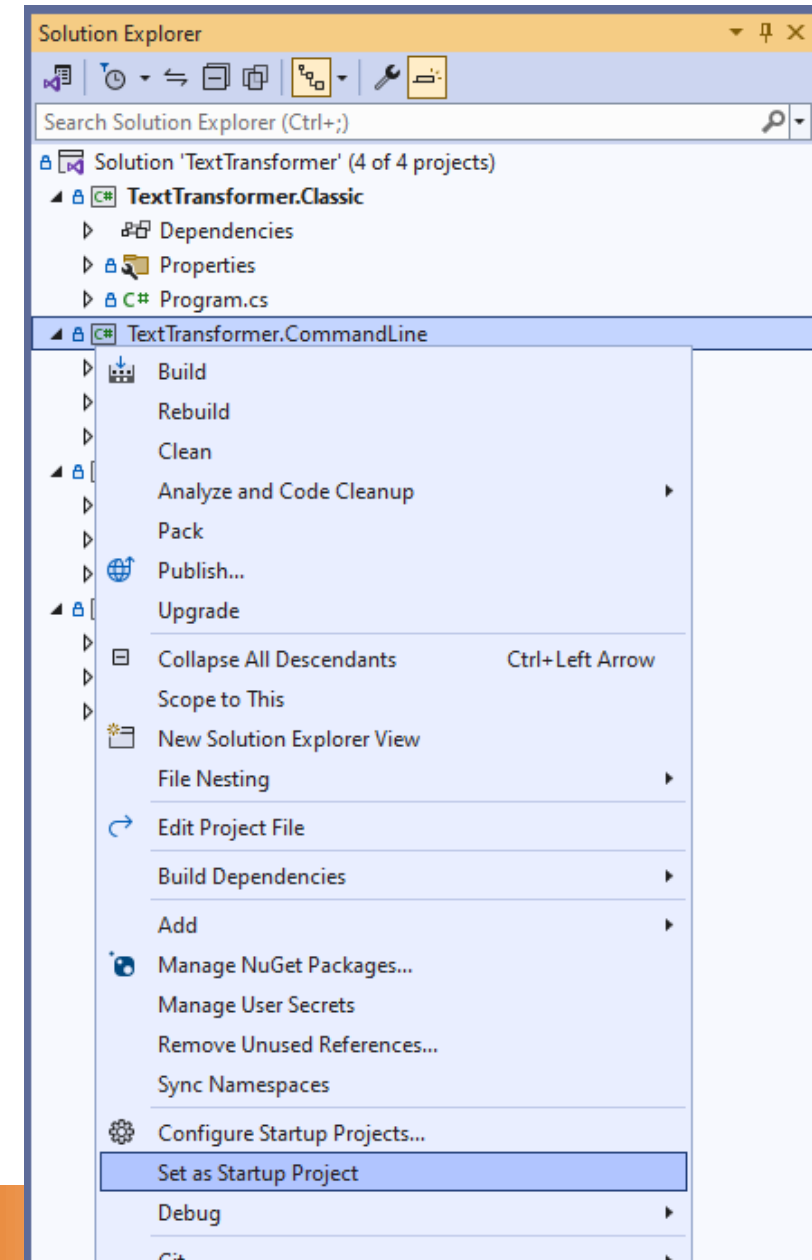 Solution Explorer
Search Solution Explorer (Ctrl+;)
Solution 'TextTransformer' (4 of 4 projects)
C# TextTransformer.Classic
Dependencies
Properties
C# Program.cs
C# TextTransformer.CommandLine
Build
Rebuild
Clean
Analyze and Code Cleanup
Pack
Publish...
Upgrade
Collapse All Descendants Ctrl+Left Arrow
Scope to This
New Solution Explorer View
File Nesting
Edit Project File
Build Dependencies
Add
Manage NuGet Packages...
Manage User Secrets
Remove Unused References...
Sync Namespaces
Configure Startup Projects...
Set as Startup Project
Debug